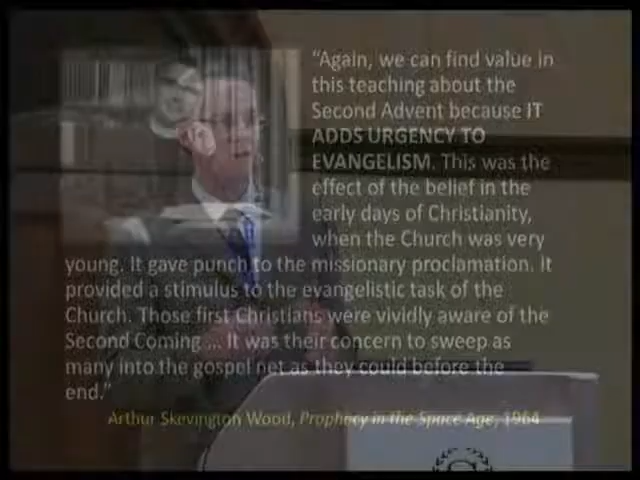 “Again, we can find value in
this teaching about the
Second Advent because IT
ADDS URGENCY TO
EVANGELISM. This was the
effect of the belief in the
early days of Christianity,
when the Church was very
young. It gave punch to the missionary proclamation. It
provided a stimulus to the evangelistic task of the
Church. Those first Christians were vividly aware of the
Second Coming ... It was their concern to sweep as
many into the gospel net as they could before the
end.”
Arthur Skevington Wood, Prophecy in the Space Age, 1964